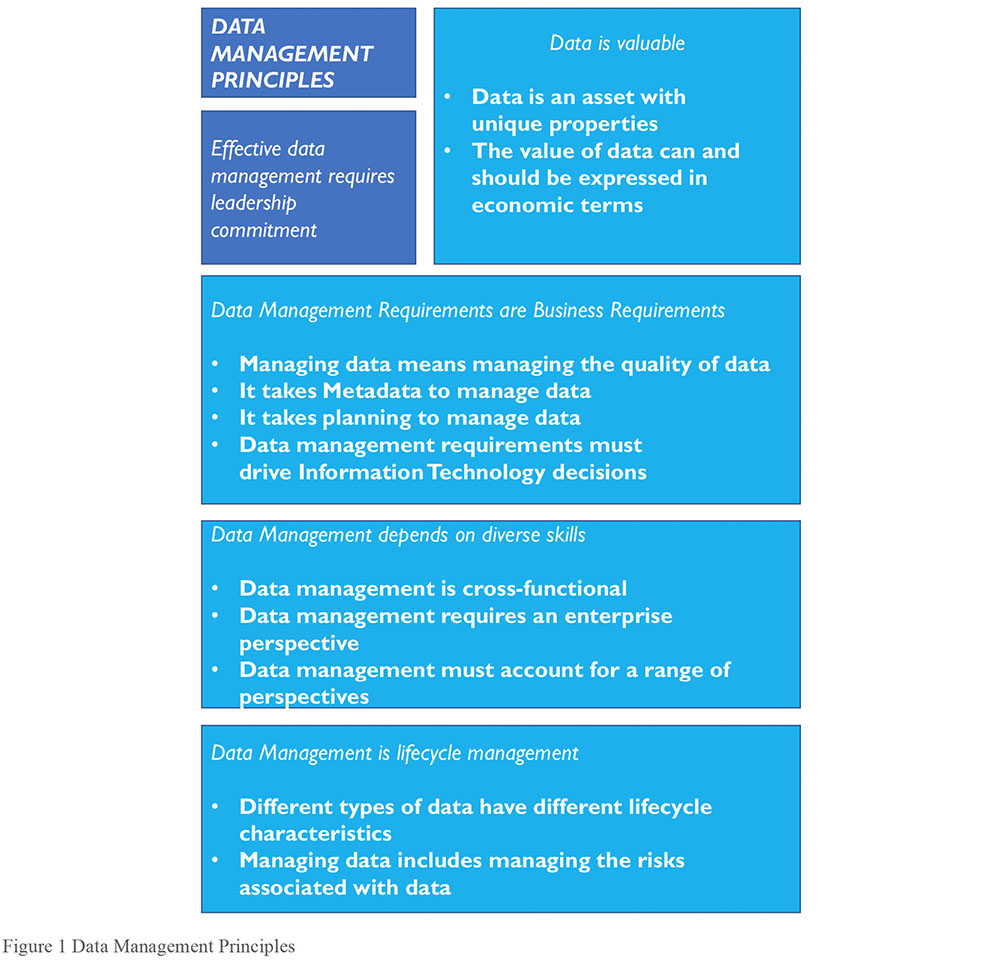 DATA
MANAGEMENT
PRINCIPLES
Effective data
management requires
leadership
commitment
Data is valuable
• Data is an asset with
unique properties
• The value of data can and
should be expressed in
economic terms
Data Management Requirements are Business Requirements
• Managing data means managing the quality of data
• It takes Metadata to manage data
• It takes planning to manage data
• Data management requirements must
drive Information Technology decisions
Data Management depends on diverse skills
• Data management is cross-functional
• Data management requires an enterprise
perspective
• Data management must account for a range of
perspectives
Data Management is lifecycle management
• Different types of data have different lifecycle
characteristics
• Managing data includes managing the risks
associated with data
Figure 1 Data Management Principles